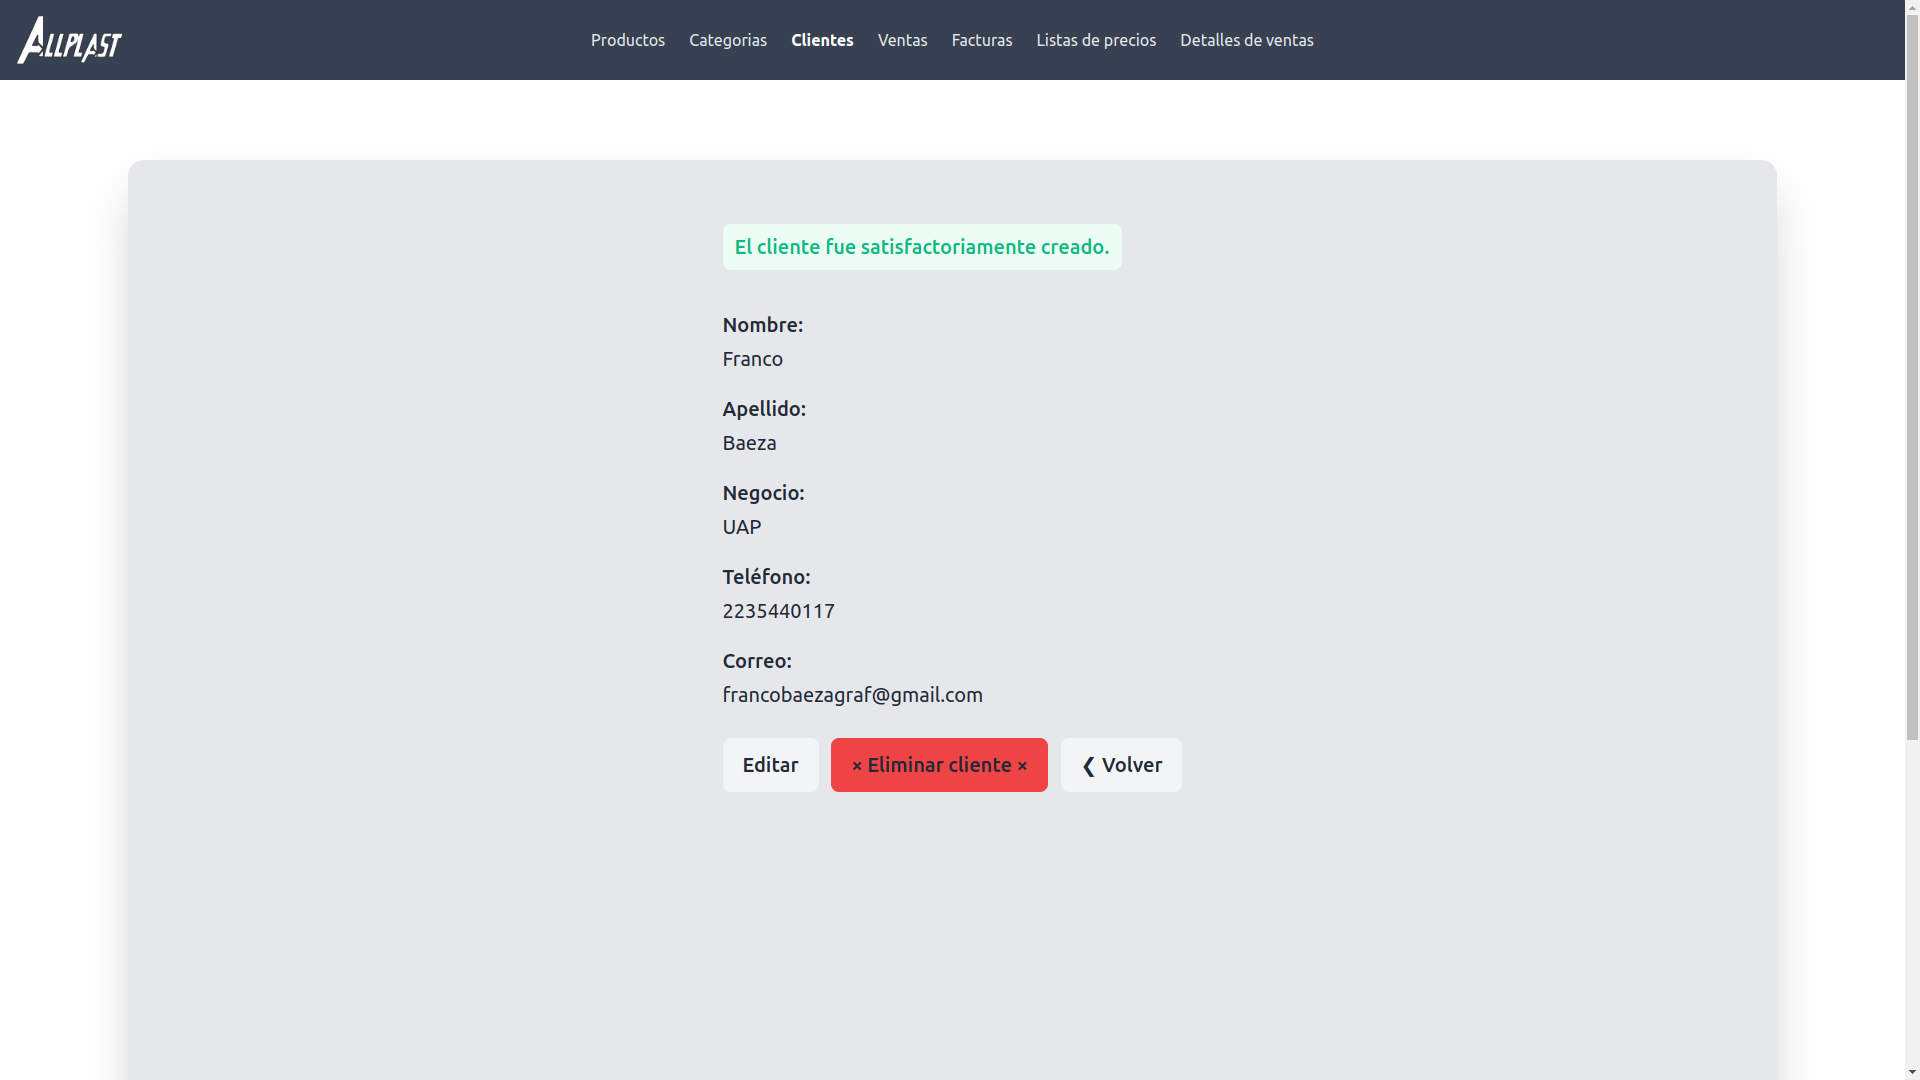 ALLPLAST
Productos Categorias Clientes Ventas Facturas Listas de precios Detalles de ventas
El cliente fue satisfactoriamente creado.
Nombre:
Franco
Apellido:
Baeza
Negocio:
UAP
Teléfono:
2235440117
Correo:
francobaezagraf@gmail.com
Editar × Eliminar cliente × ❮ Volver